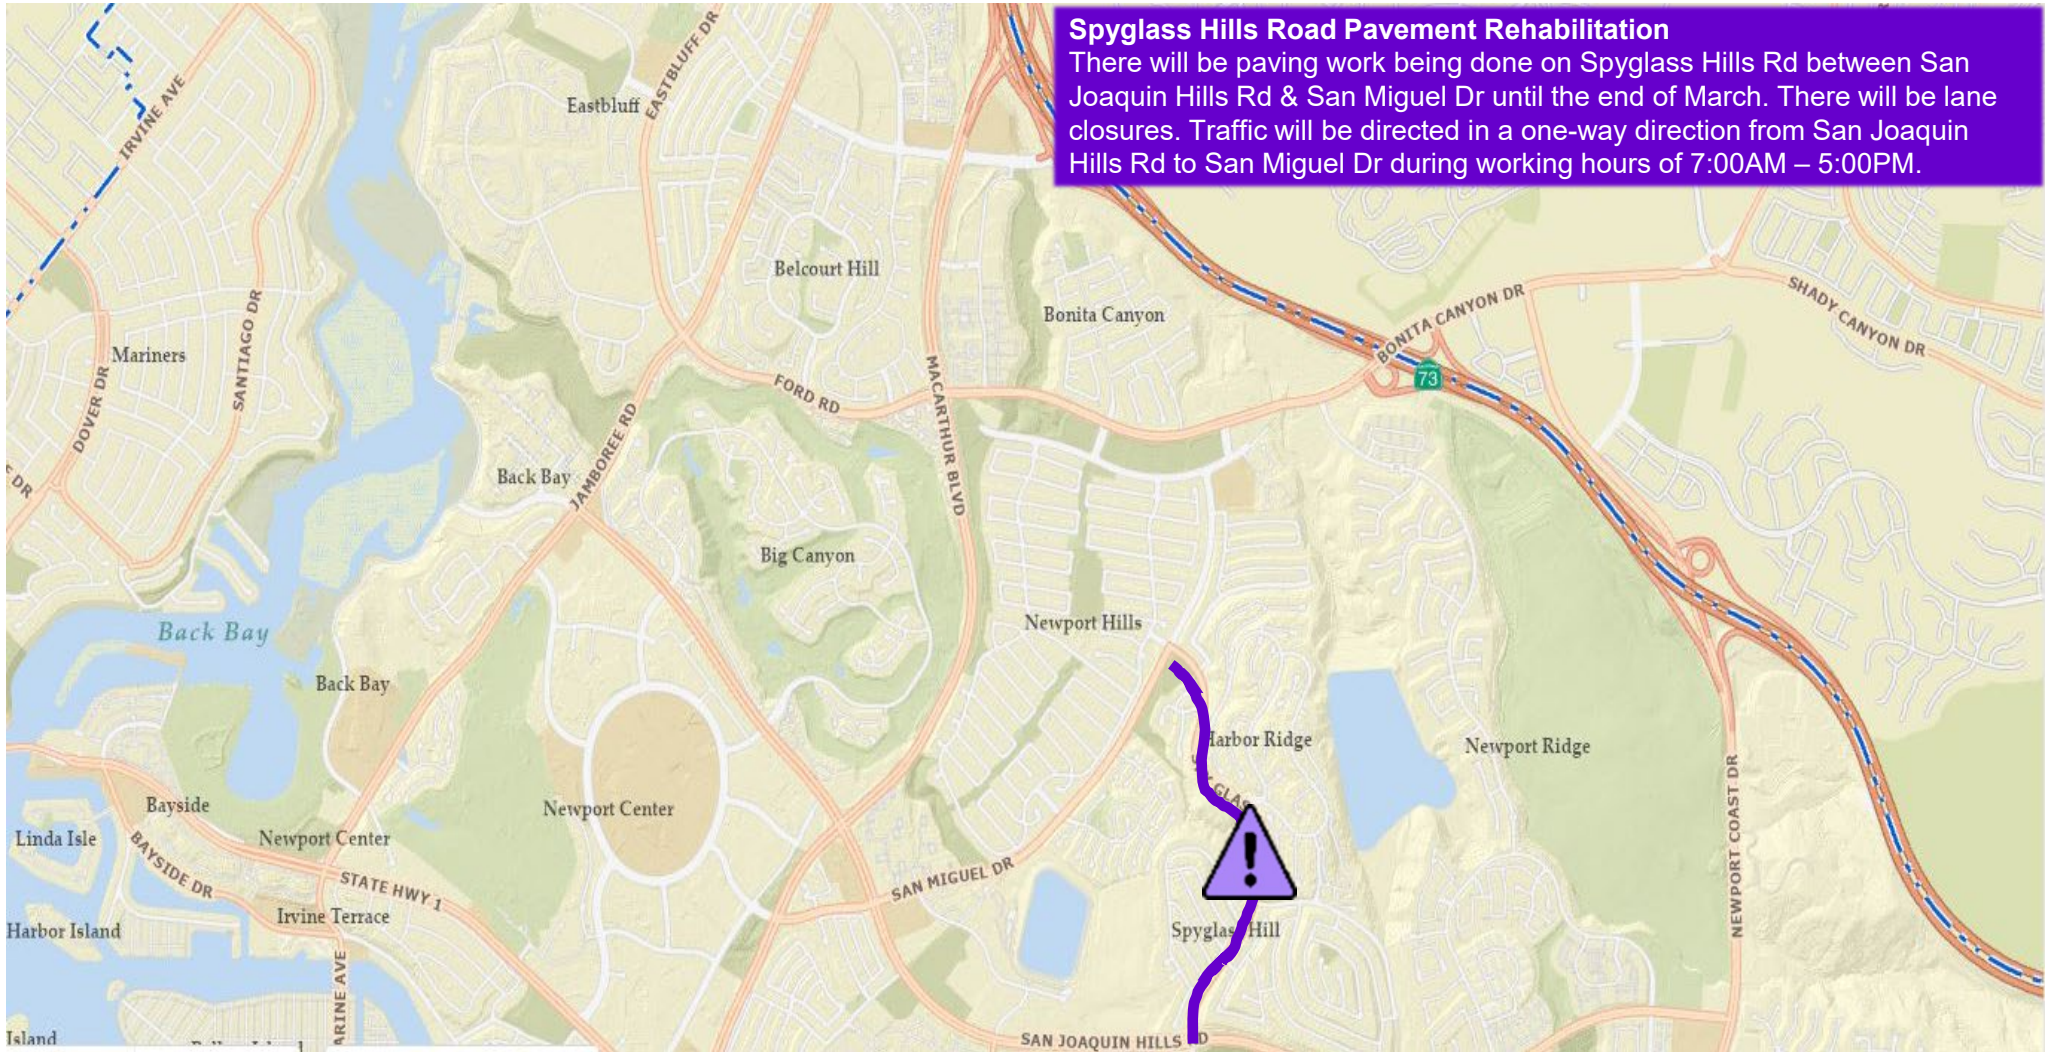 Spyglass Hills Road Pavement Rehabilitation
There will be paving work being done on Spyglass Hills Rd between San
Joaquin Hills Rd & San Miguel Dr until the end of March. There will be lane
closures. Traffic will be directed in a one-way direction from San Joaquin
Hills Rd to San Miguel Dr during working hours of 7:00AM – 5:00PM.
EASTBLUFF DR
Eastbluff
IRVINE AVE
Belcourt Hill
Bonita Canyon
BONITA CANYON DR
SHADY CANYON DR
73
SANTIAGO DR
Mariners
DOVER DR
DR
FORD RD
MACARTHUR BLVD
JAMBOREE RD
Back Bay
Big Canyon
Newport Hills
Back Bay
Back Bay
Harbor Ridge
Newport Ridge
NEWPORT COAST DR
Newport Center
Bayside
Linda Isle
Newport Center
BAYSIDE DR
STATE HWY 1
SAN MIGUEL DR
Irvine Terrace
Harbor Island
Spyglass Hill
ARINE AVE
Island
SAN JOAQUIN HILLS D